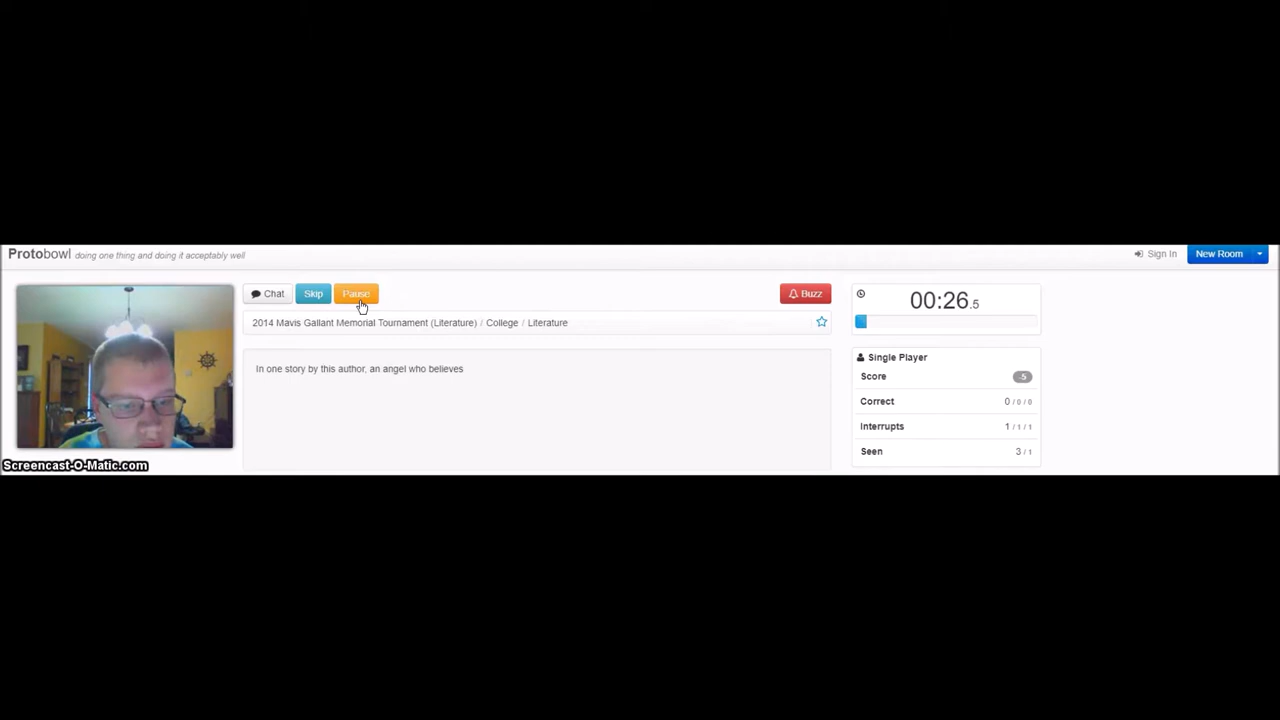 Protobowl doing one thing and doing it acceptably well
Sign In
New Room
Chat
Skip
Pause
Buzz
2014 Mavis Gallant Memorial Tournament (Literature) / College / Literature
In one story by this author, an angel who believes
00:26.5
Single Player
Score -5
Correct 0 / 0 / 0
Interrupts 1 / 1 / 1
Seen 3 / 1
Screencast-O-Matic.com